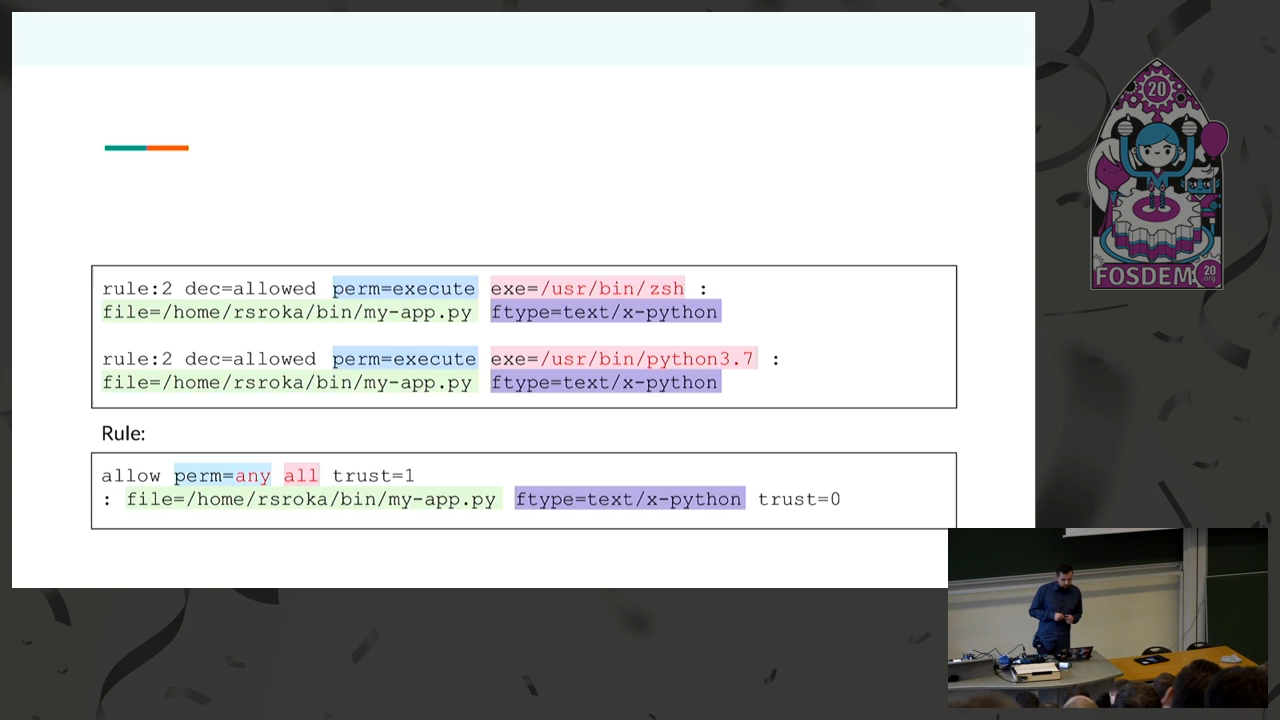 rule:2 dec=allowed perm=execute exe=/usr/bin/zsh :
file=/home/rsroka/bin/my-app.py ftype=text/x-python
rule:2 dec=allowed perm=execute exe=/usr/bin/python3.7 :
file=/home/rsroka/bin/my-app.py ftype=text/x-python
Rule:
allow perm=any all trust=1
: file=/home/rsroka/bin/my-app.py ftype=text/x-python trust=0
20
FOSDEM
20
.org